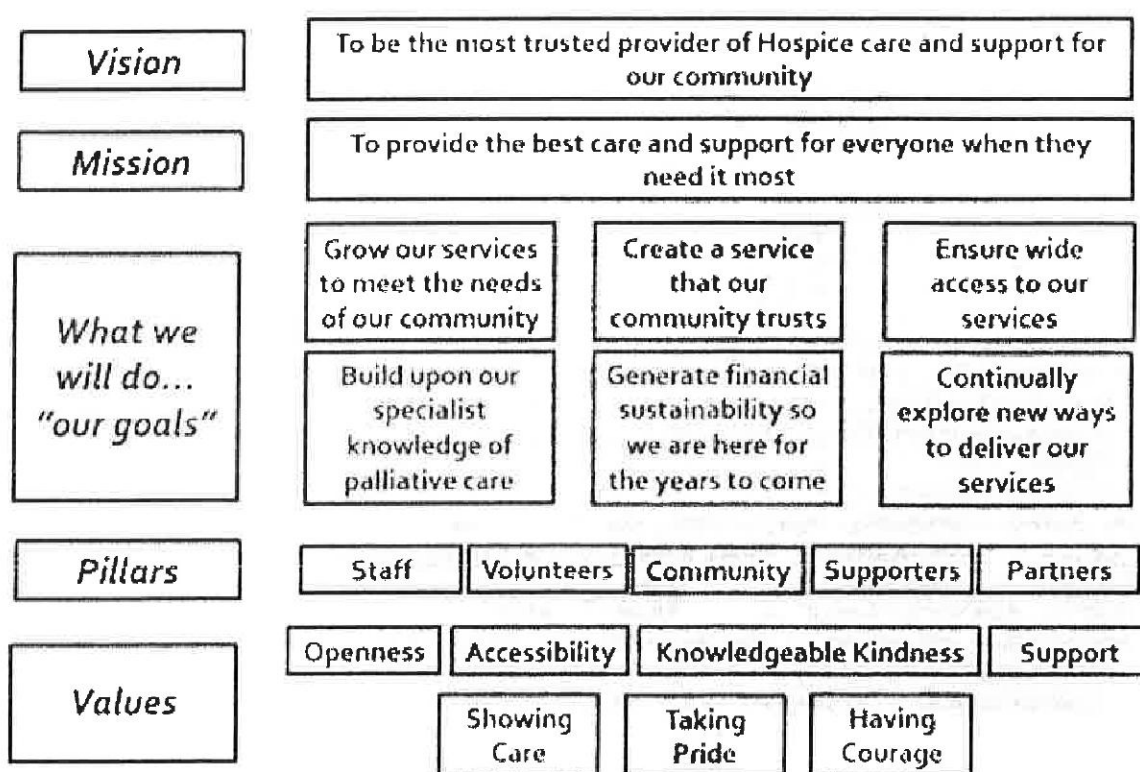 Vision
To be the most trusted provider of Hospice care and support for
our community
Mission
To provide the best care and support for everyone when they
need it most
What we
will do...
"our goals"
Grow our services
to meet the needs
of our community
Create a service
that our
community trusts
Ensure wide
access to our
services
Build upon our
specialist
knowledge of
palliative care
Generate financial
sustainability so
we are here for
the years to come
Continually
explore new ways
to deliver our
services
Pillars
Staff
Volunteers
Community
Supporters
Partners
Values
Openness
Accessibility
Knowledgeable Kindness
Support
Showing
Care
Taking
Pride
Having
Courage